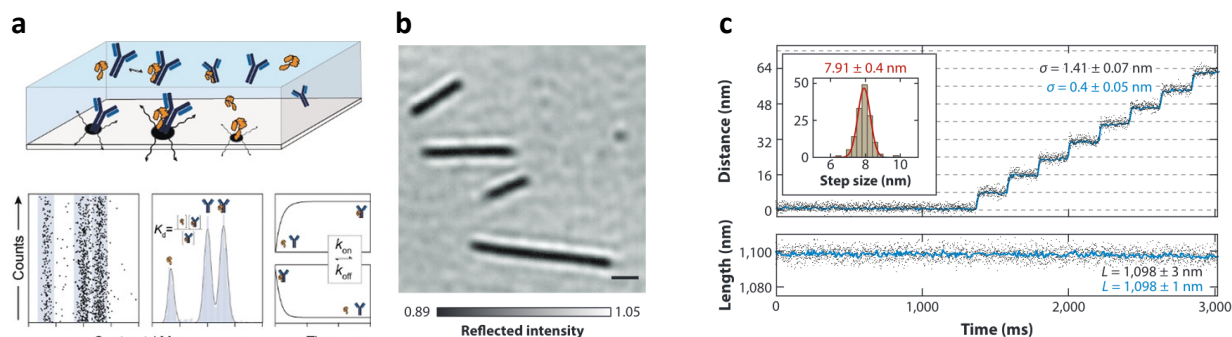 a
Counts
K
d
=
k
on
k
off
b
0.89
1.05
Reflected intensity
c
Distance (nm)
64
48
32
16
0
7.91 ± 0.4 nm
50
25
0
6
8
10
Step size (nm)
σ = 1.41 ± 0.07 nm
σ = 0.4 ± 0.05 nm
Length (nm)
1,100
1,080
L = 1,098 ± 3 nm
L = 1,098 ± 1 nm
0
1,000
2,000
3,000
Time (ms)